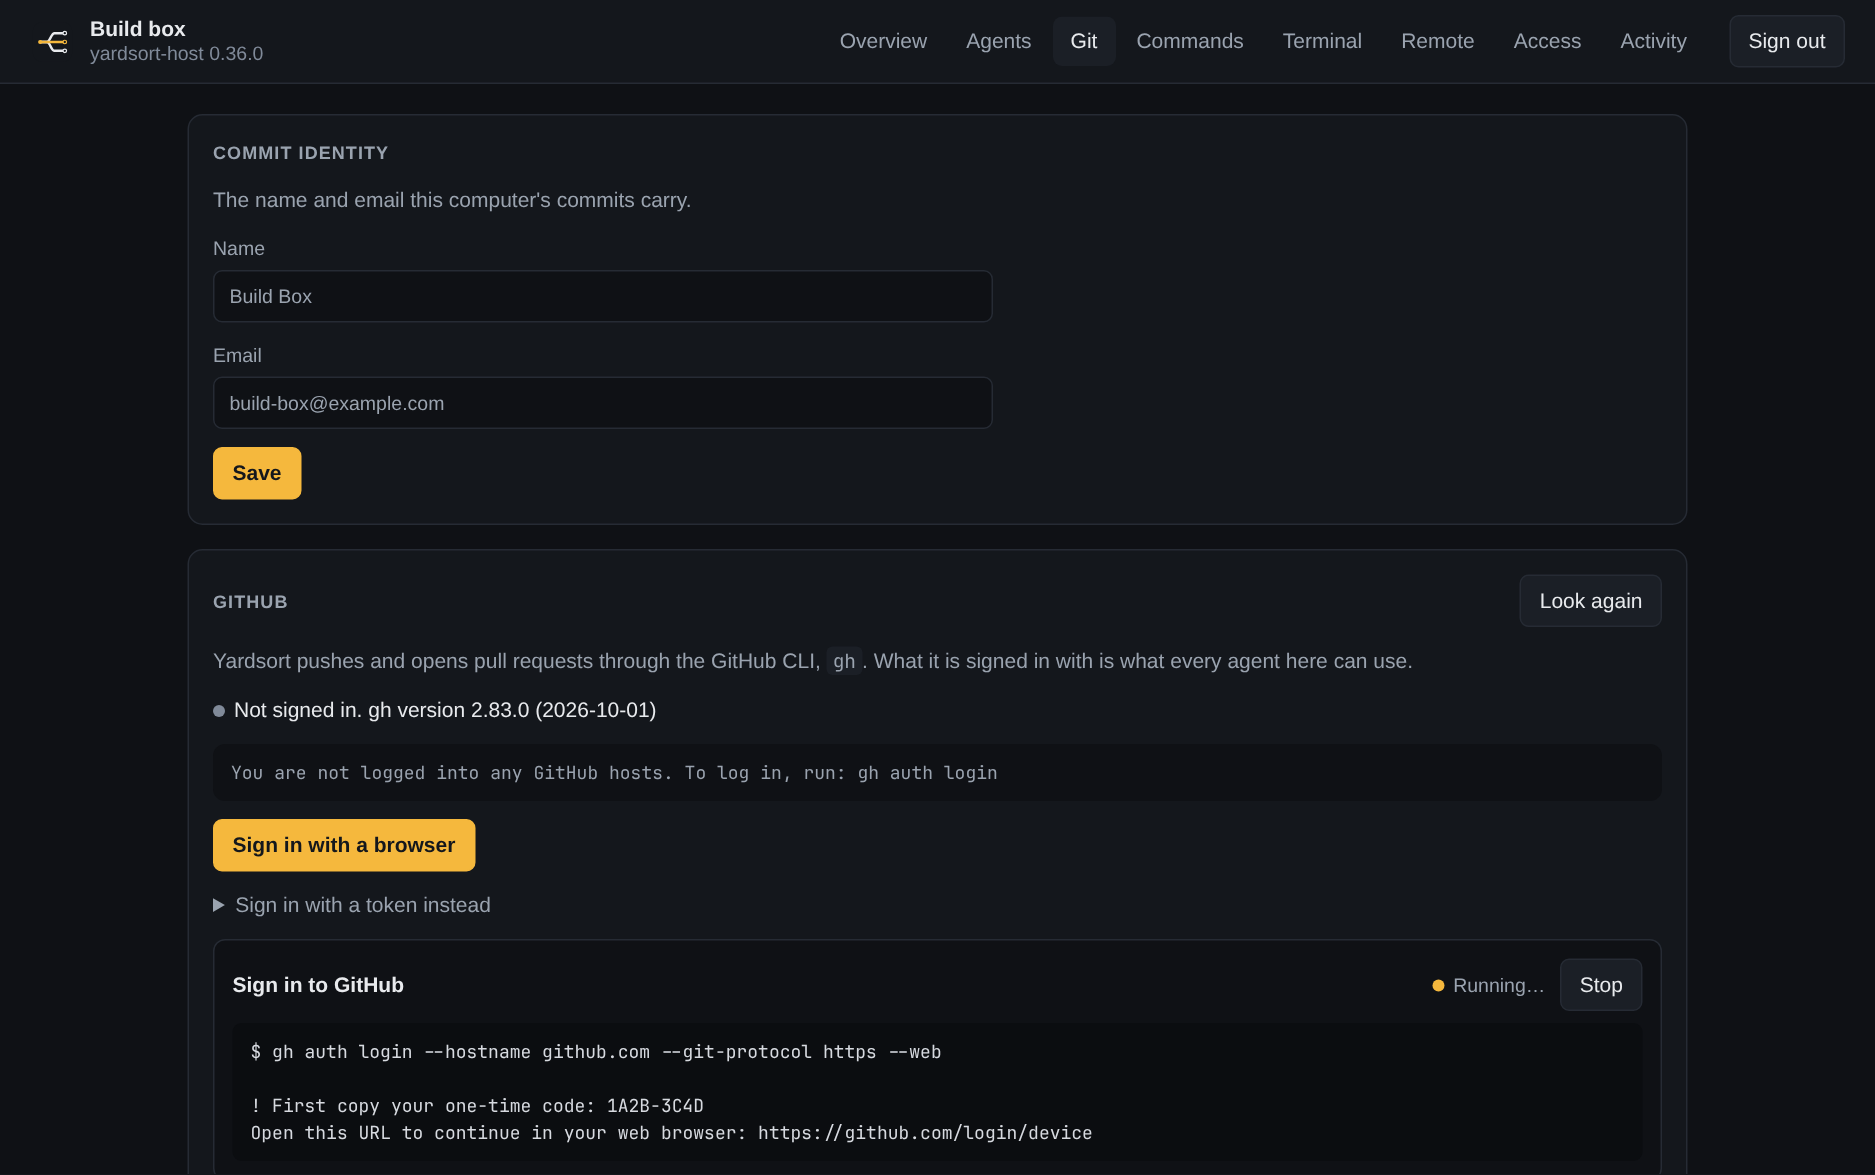 Build box
yardsort-host 0.36.0
Overview
Agents
Git
Commands
Terminal
Remote
Access
Activity
Sign out
COMMIT IDENTITY
The name and email this computer's commits carry.
Name
Build Box
Email
build-box@example.com
Save
GITHUB
Look again
Yardsort pushes and opens pull requests through the GitHub CLI, gh. What it is signed in with is what every agent here can use.
Not signed in. gh version 2.83.0 (2026-10-01)
You are not logged into any GitHub hosts. To log in, run: gh auth login
Sign in with a browser
Sign in with a token instead
Sign in to GitHub
Running…
Stop
$ gh auth login --hostname github.com --git-protocol https --web
! First copy your one-time code: 1A2B-3C4D
Open this URL to continue in your web browser: https://github.com/login/device